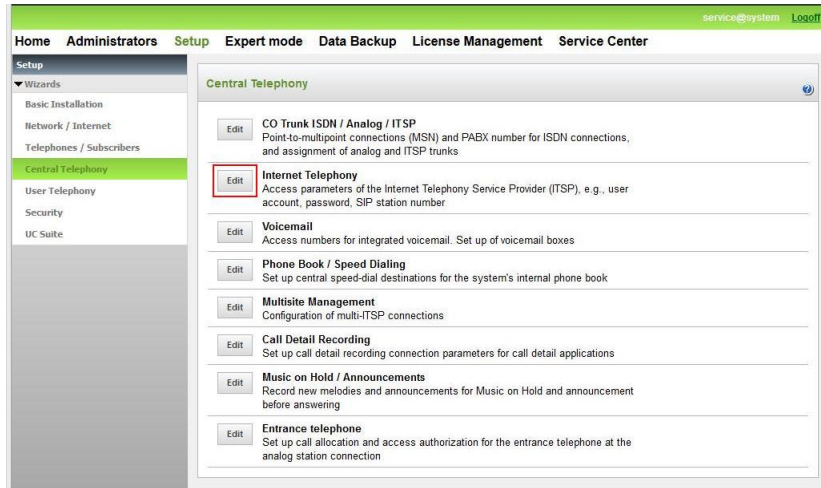 service@system Logoff
Home Administrators Setup Expert mode Data Backup License Management Service Center
Setup
Wizards
Basic Installation
Network / Internet
Telephones / Subscribers
Central Telephony
User Telephony
Security
UC Suite
Central Telephony
?
Edit CO Trunk ISDN / Analog / ITSP
Point-to-multipoint connections (MSN) and PABX number for ISDN connections,
and assignment of analog and ITSP trunks
Edit Internet Telephony
Access parameters of the Internet Telephony Service Provider (ITSP), e.g., user
account, password, SIP station number
Edit Voicemail
Access numbers for integrated voicemail. Set up of voicemail boxes
Edit Phone Book / Speed Dialing
Set up central speed-dial destinations for the system's internal phone book
Edit Multisite Management
Configuration of multi-ITSP connections
Edit Call Detail Recording
Set up call detail recording connection parameters for call detail applications
Edit Music on Hold / Announcements
Record new melodies and announcements for Music on Hold and announcement
before answering
Edit Entrance telephone
Set up call allocation and access authorization for the entrance telephone at the
analog station connection